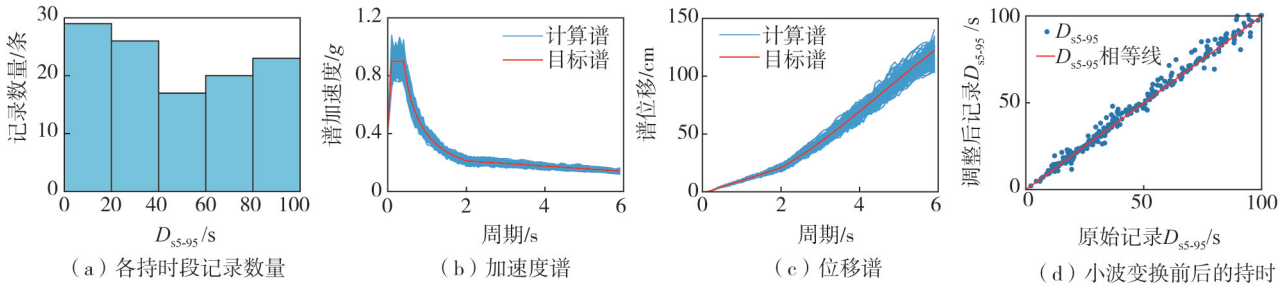 记录数量/条
30
20
10
0
0 20 40 60 80 100
D_s5-95/s
(a)各持时段记录数量
谱加速度/g
1.2
0.8
0.4
0
0 2 4 6
计算谱
目标谱
周期/s
(b)加速度谱
谱位移/cm
150
100
50
0
0 2 4 6
计算谱
目标谱
周期/s
(c)位移谱
调整后记录D_s5-95/s
100
50
0
0 50 100
D_s5-95
D_s5-95相等线
原始记录D_s5-95/s
(d)小波变换前后的持时